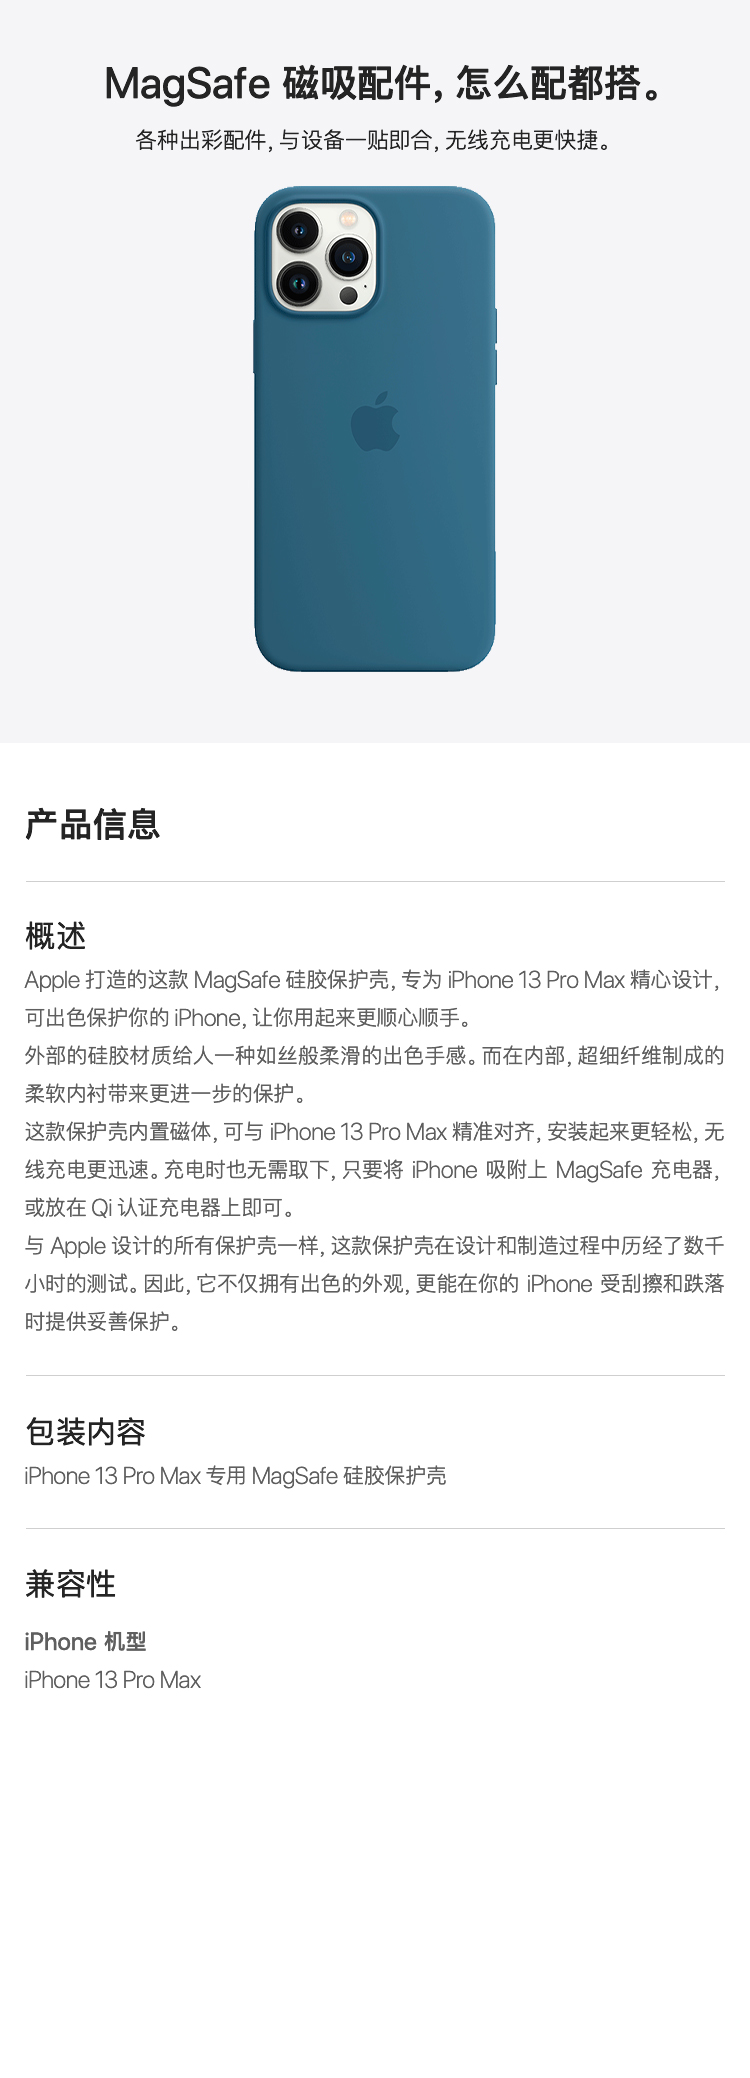 MagSafe 磁吸配件, 怎么配都搭。
各种出彩配件, 与设备一贴即合, 无线充电更快捷。
产品信息
概述
Apple 打造的这款 MagSafe 硅胶保护壳, 专为 iPhone 13 Pro Max 精心设计,
可出色保护你的 iPhone, 让你用起来更顺心顺手。
外部的硅胶材质给人一种如丝般柔滑的出色手感。而在内部, 超细纤维制成的
柔软内衬带来更进一步的保护。
这款保护壳内置磁体, 可与 iPhone 13 Pro Max 精准对齐, 安装起来更轻松, 无
线充电更迅速。充电时也无需取下, 只要将 iPhone 吸附上 MagSafe 充电器,
或放在 Qi 认证充电器上即可。
与 Apple 设计的所有保护壳一样, 这款保护壳在设计和制造过程中历经了数千
小时的测试。因此, 它不仅拥有出色的外观, 更能在你的 iPhone 受刮擦和跌落
时提供妥善保护。
包装内容
iPhone 13 Pro Max 专用 MagSafe 硅胶保护壳
兼容性
iPhone 机型
iPhone 13 Pro Max